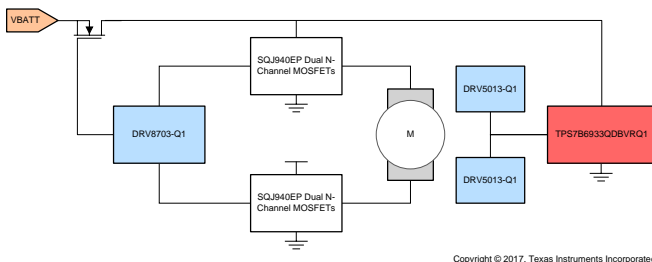 VBATT
SQJ940EP Dual N-
Channel MOSFETs
DRV8703-Q1
SQJ940EP Dual N-
Channel MOSFETs
M
DRV5013-Q1
DRV5013-Q1
TPS7B6933QDBVRQ1
Copyright © 2017, Texas Instruments Incorporated